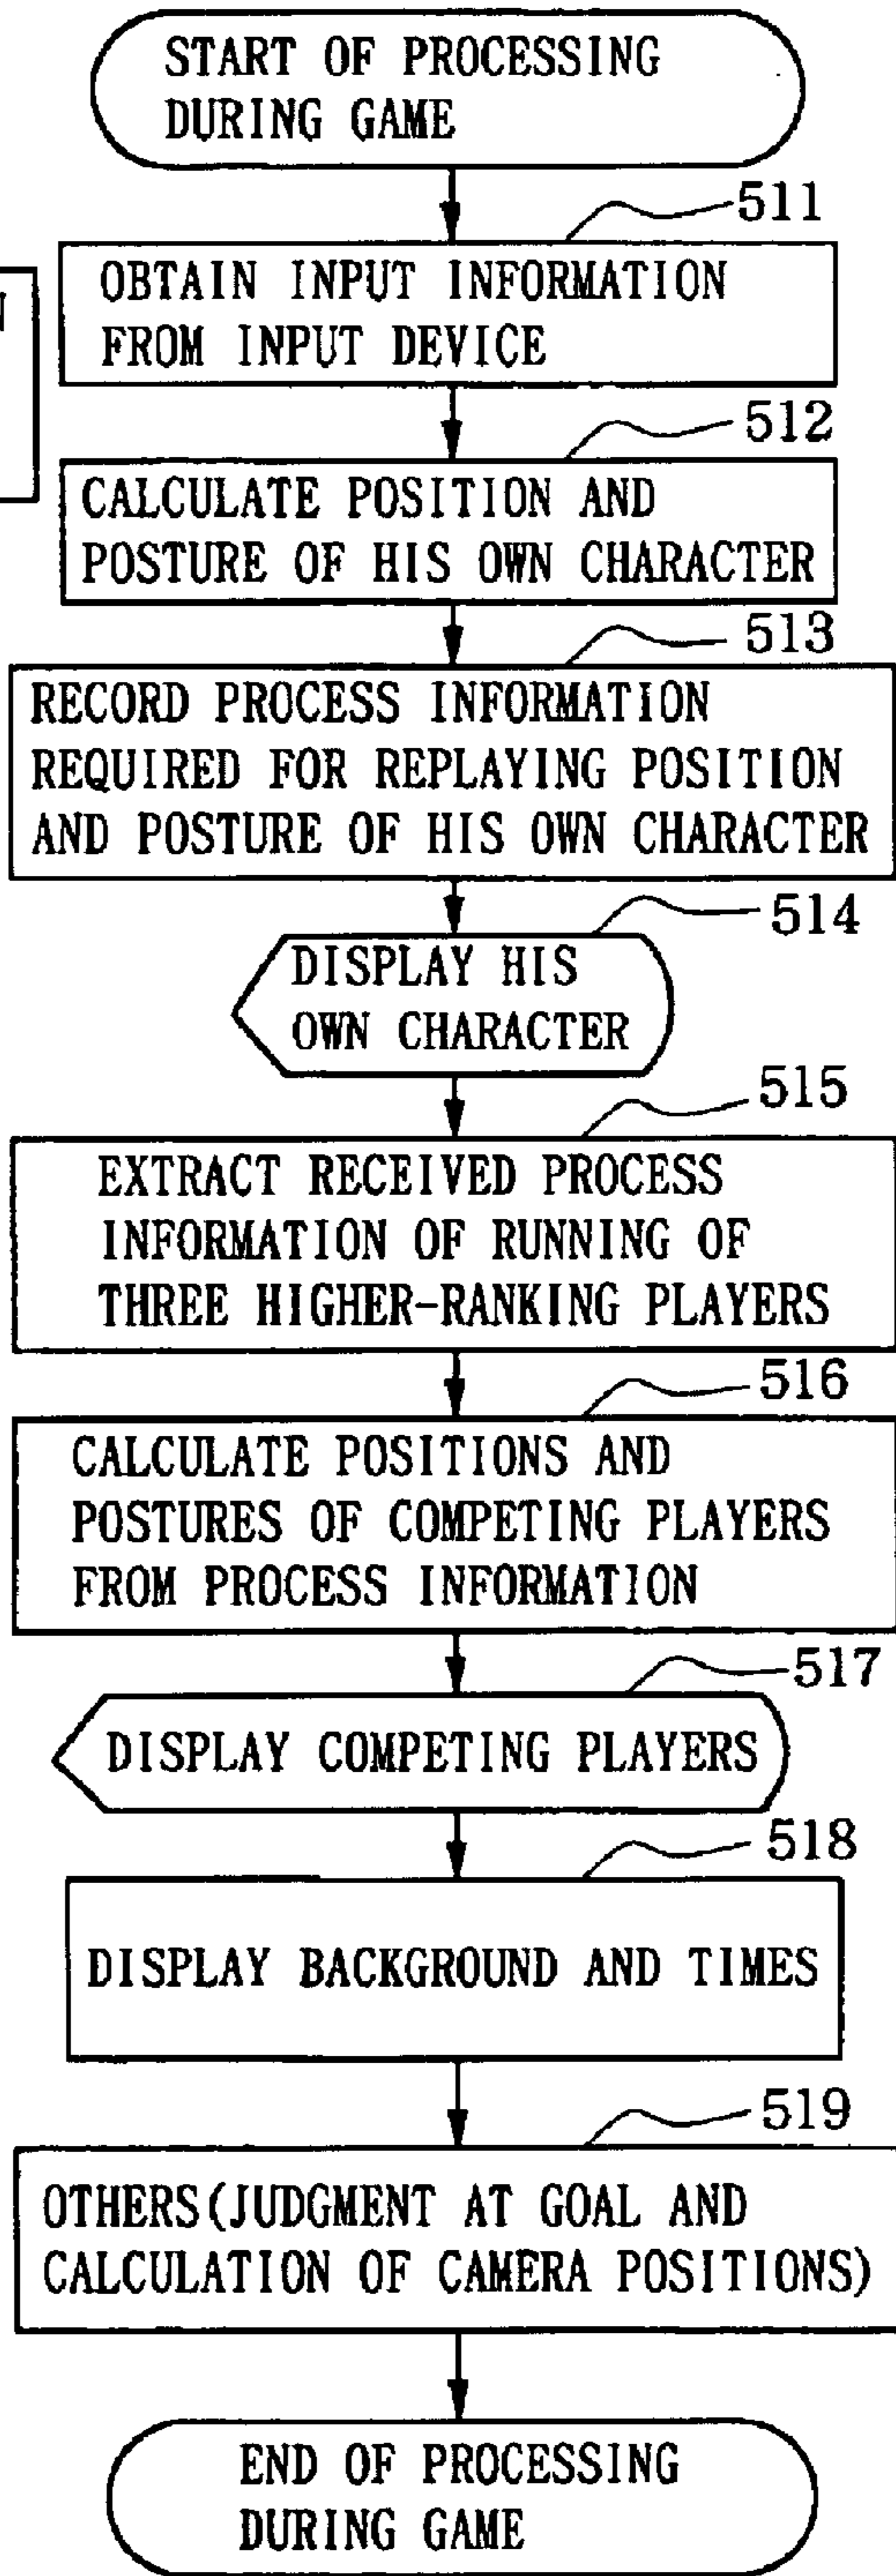 START OF PROCESSING
DURING GAME
511
N
OBTAIN INPUT INFORMATION
FROM INPUT DEVICE
512
CALCULATE POSITION AND
POSTURE OF HIS OWN CHARACTER
513
RECORD PROCESS INFORMATION
REQUIRED FOR REPLAYING POSITION
AND POSTURE OF HIS OWN CHARACTER
514
DISPLAY HIS
OWN CHARACTER
515
EXTRACT RECEIVED PROCESS
INFORMATION OF RUNNING OF
THREE HIGHER-RANKING PLAYERS
516
CALCULATE POSITIONS AND
POSTURES OF COMPETING PLAYERS
FROM PROCESS INFORMATION
517
DISPLAY COMPETING PLAYERS
518
DISPLAY BACKGROUND AND TIMES
519
OTHERS(JUDGMENT AT GOAL AND
CALCULATION OF CAMERA POSITIONS)
END OF PROCESSING
DURING GAME